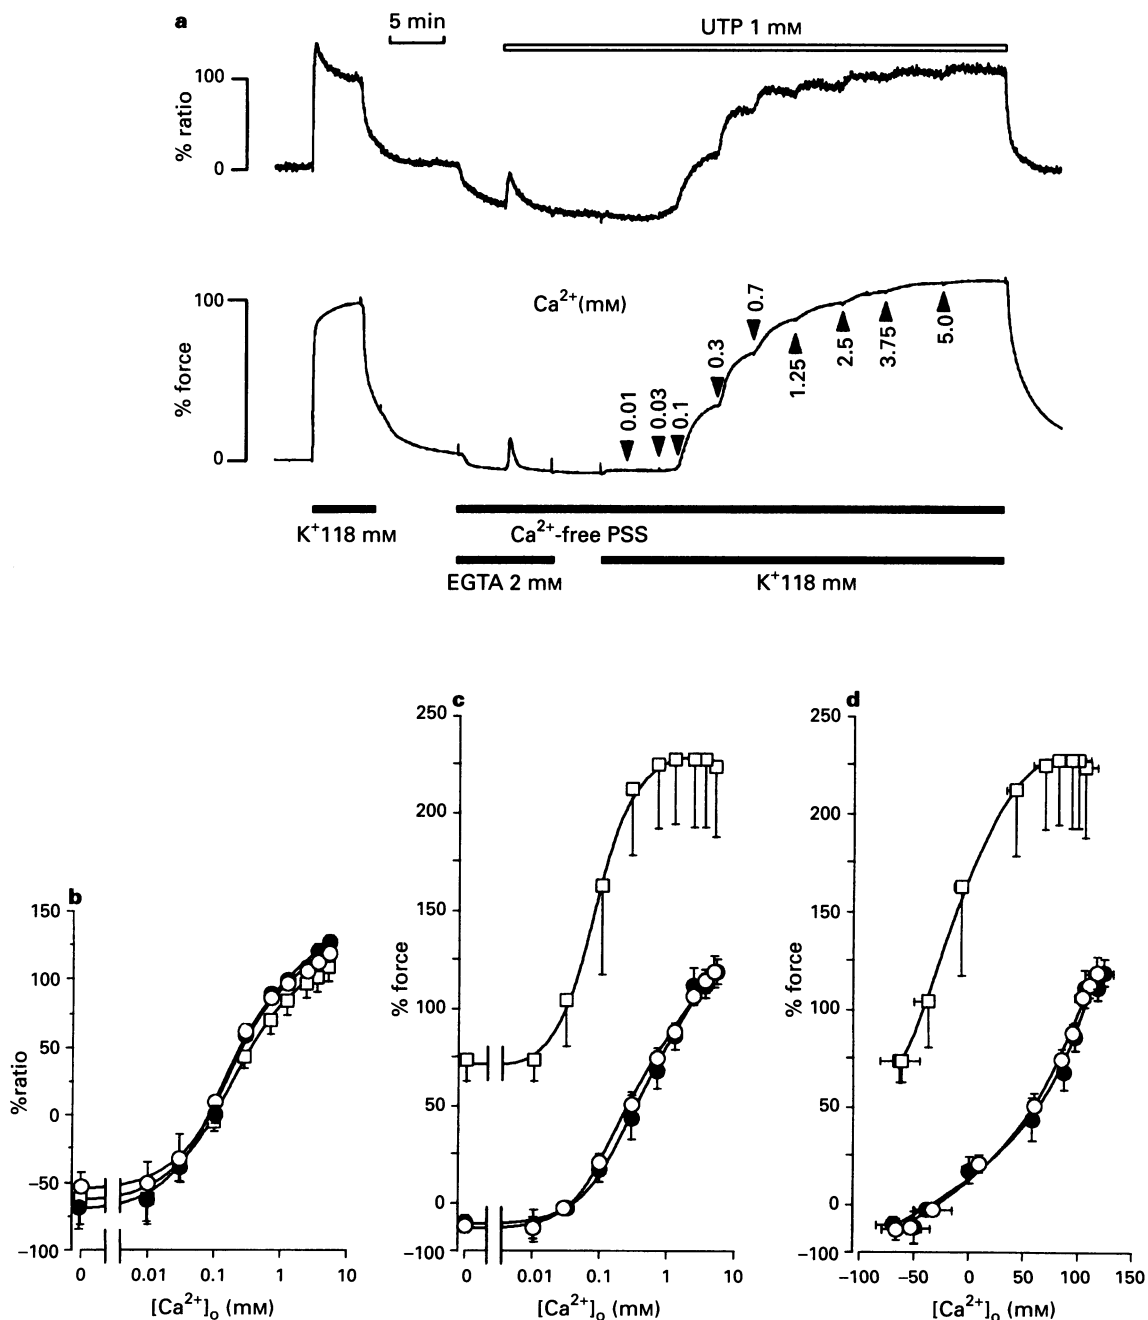 a
5 min
UTP 1 mM
100
% ratio
0
100
Ca²⁺(mM)
% force
0
0.01
0.03
0.1
0.3
0.7
1.25
2.5
3.75
5.0
K⁺118 mM
Ca²⁺-free PSS
EGTA 2 mM
K⁺118 mM
b
150
100
50
0
−50
−100
%ratio
0
0.01
0.1
1
10
[Ca²⁺]ₒ (mM)
c
250
200
150
100
50
0
−100
% force
0
0.01
0.1
1
10
[Ca²⁺]ₒ (mM)
d
250
200
150
100
50
0
−100
% force
−100
−50
0
50
100
150
[Ca²⁺]ₒ (mM)